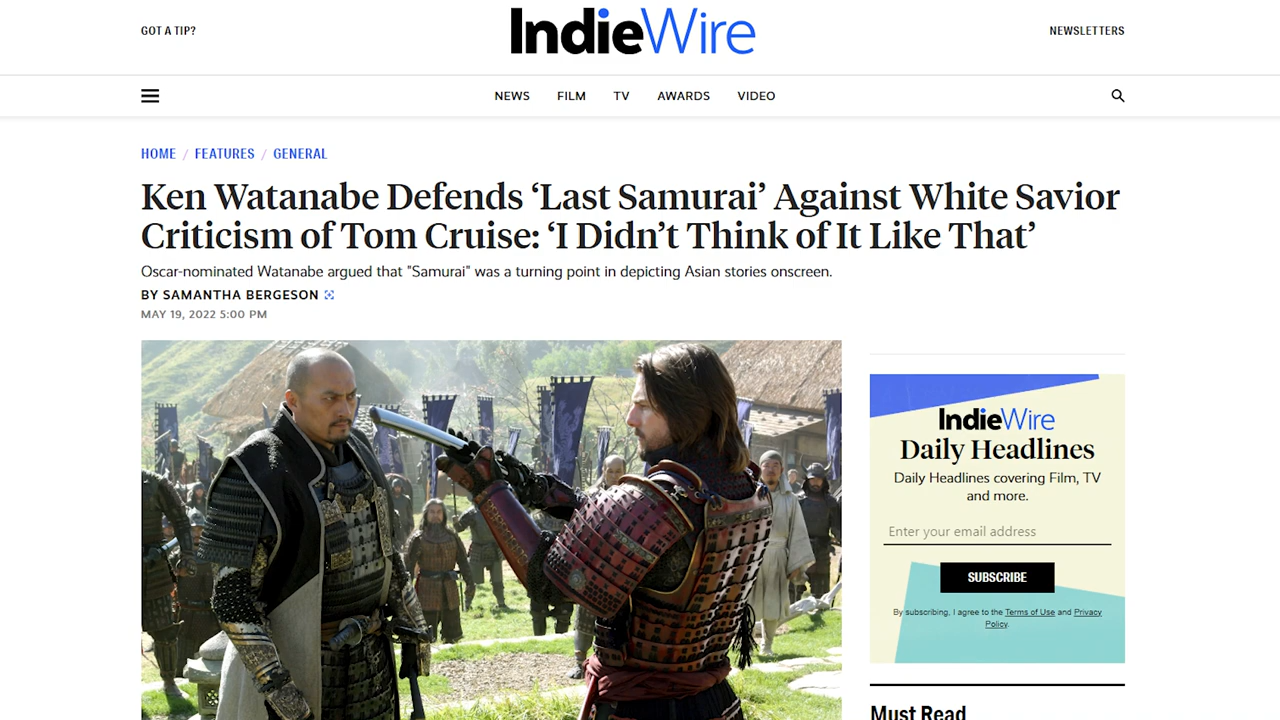 GOT A TIP?
IndieWire
NEWSLETTERS
NEWS FILM TV AWARDS VIDEO
HOME / FEATURES / GENERAL
Ken Watanabe Defends ‘Last Samurai’ Against White Savior
Criticism of Tom Cruise: ‘I Didn’t Think of It Like That’
Oscar-nominated Watanabe argued that "Samurai" was a turning point in depicting Asian stories onscreen.
BY SAMANTHA BERGESON
MAY 19, 2022 5:00 PM
IndieWire
Daily Headlines
Daily Headlines covering Film, TV
and more.
Enter your email address
SUBSCRIBE
By subscribing, I agree to the Terms of Use and Privacy
Policy.
Must Read